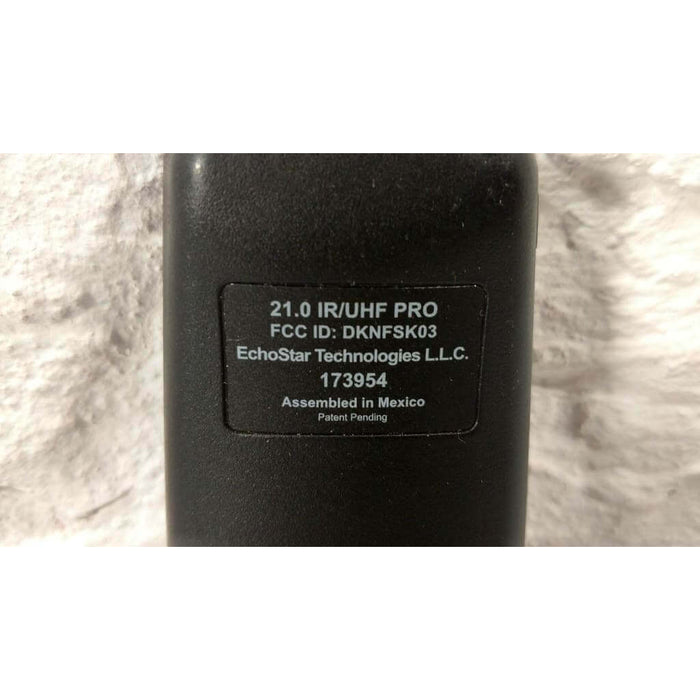 21.0 IR/UHF PRO
FCC ID: DKNFSK03
EchoStar Technologies L.L.C.
173954
Assembled in Mexico
Patent Pending